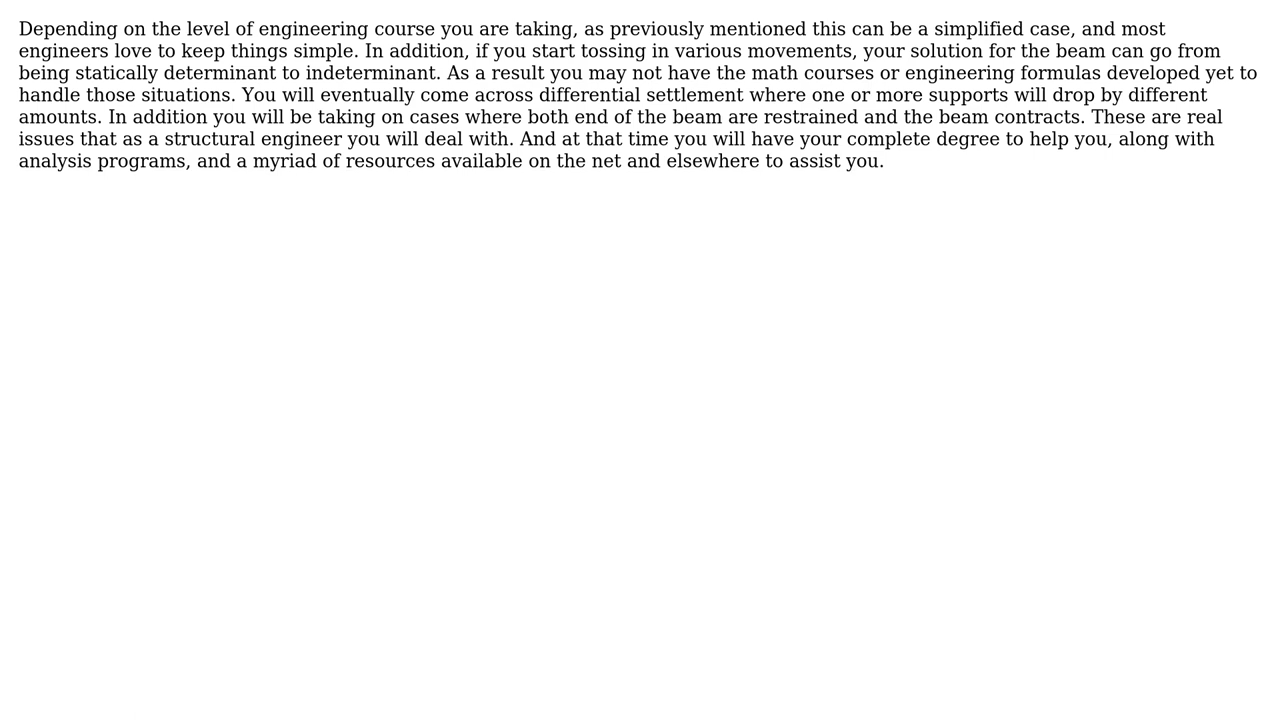 Depending on the level of engineering course you are taking, as previously mentioned this can be a simplified case, and most
engineers love to keep things simple. In addition, if you start tossing in various movements, your solution for the beam can go from
being statically determinant to indeterminant. As a result you may not have the math courses or engineering formulas developed yet to
handle those situations. You will eventually come across differential settlement where one or more supports will drop by different
amounts. In addition you will be taking on cases where both end of the beam are restrained and the beam contracts. These are real
issues that as a structural engineer you will deal with. And at that time you will have your complete degree to help you, along with
analysis programs, and a myriad of resources available on the net and elsewhere to assist you.